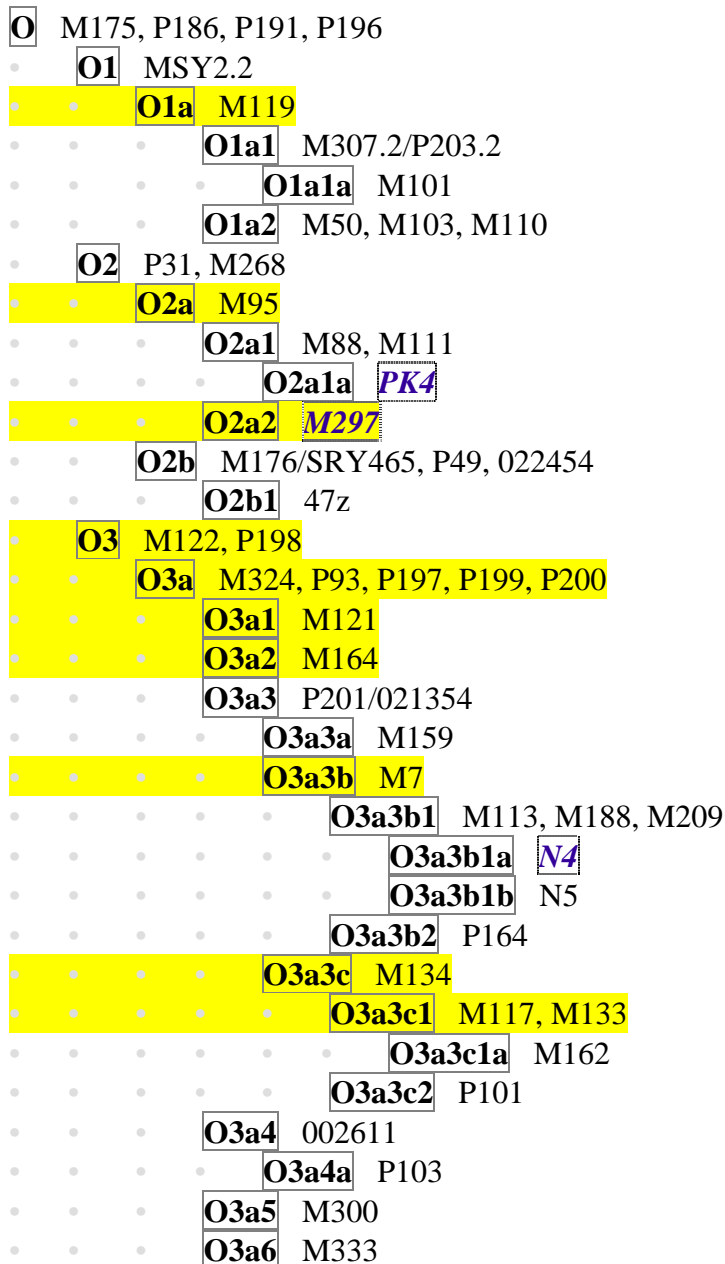 O M175, P186, P191, P196
O1 MSY2.2
O1a M119
O1a1 M307.2/P203.2
O1a1a M101
O1a2 M50, M103, M110
O2 P31, M268
O2a M95
O2a1 M88, M111
O2a1a PK4
O2a2 M297
O2b M176/SRY465, P49, 022454
O2b1 47z
O3 M122, P198
O3a M324, P93, P197, P199, P200
O3a1 M121
O3a2 M164
O3a3 P201/021354
O3a3a M159
O3a3b M7
O3a3b1 M113, M188, M209
O3a3b1a N4
O3a3b1b N5
O3a3b2 P164
O3a3c M134
O3a3c1 M117, M133
O3a3c1a M162
O3a3c2 P101
O3a4 002611
O3a4a P103
O3a5 M300
O3a6 M333